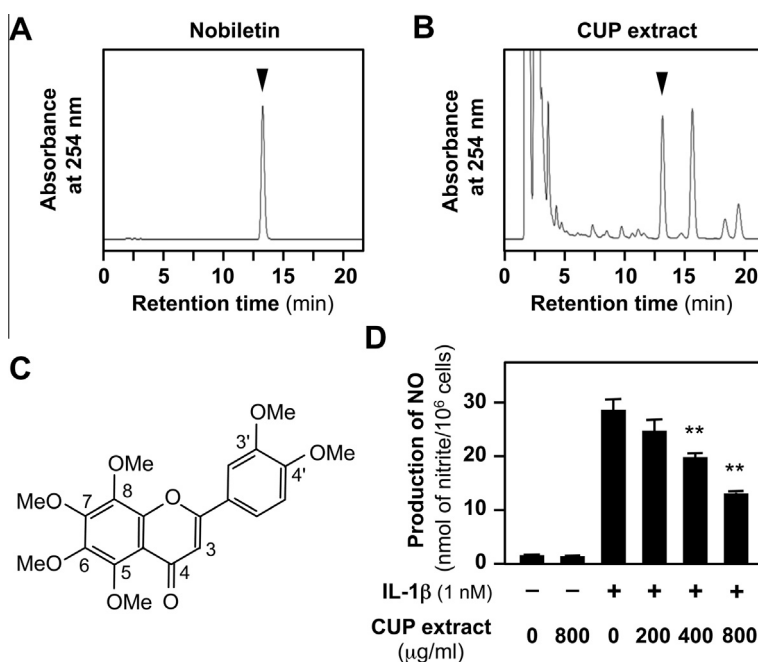 A
Nobiletin
Absorbance
at 254 nm
0 5 10 15 20
Retention time (min)
B
CUP extract
Absorbance
at 254 nm
0 5 10 15 20
Retention time (min)
C
OMe
3'
OMe
4'
OMe
8
O
MeO
7
3
MeO
6
5
4
OMe
O
D
Production of NO
(nmol of nitrite/10⁶ cells)
30
20
10
0
** **
IL-1β (1 nM) − − + + + +
CUP extract 0 800 0 200 400 800
(μg/ml)